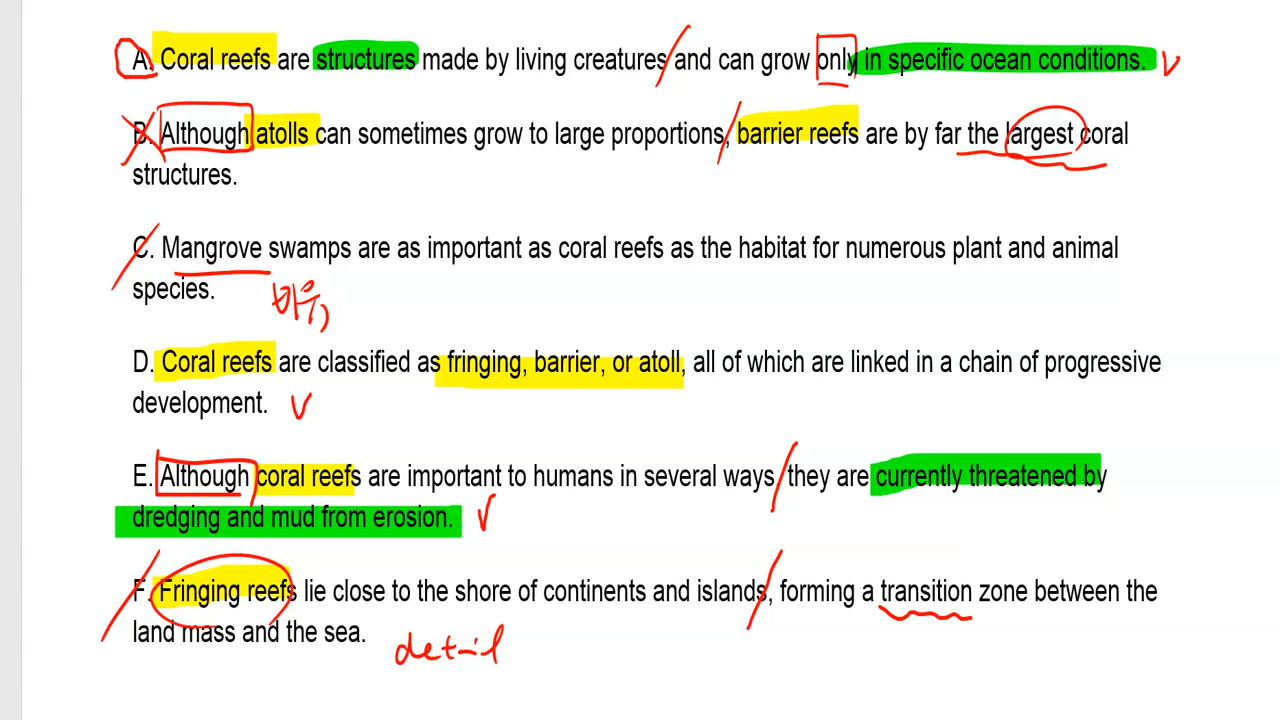 A. Coral reefs are structures made by living creatures and can grow only in specific ocean conditions.
B. Although atolls can sometimes grow to large proportions, barrier reefs are by far the largest coral
structures.
C. Mangrove swamps are as important as coral reefs as the habitat for numerous plant and animal
species.
D. Coral reefs are classified as fringing, barrier, or atoll, all of which are linked in a chain of progressive
development.
E. Although coral reefs are important to humans in several ways, they are currently threatened by
dredging and mud from erosion.
F. Fringing reefs lie close to the shore of continents and islands, forming a transition zone between the
land mass and the sea.
detail